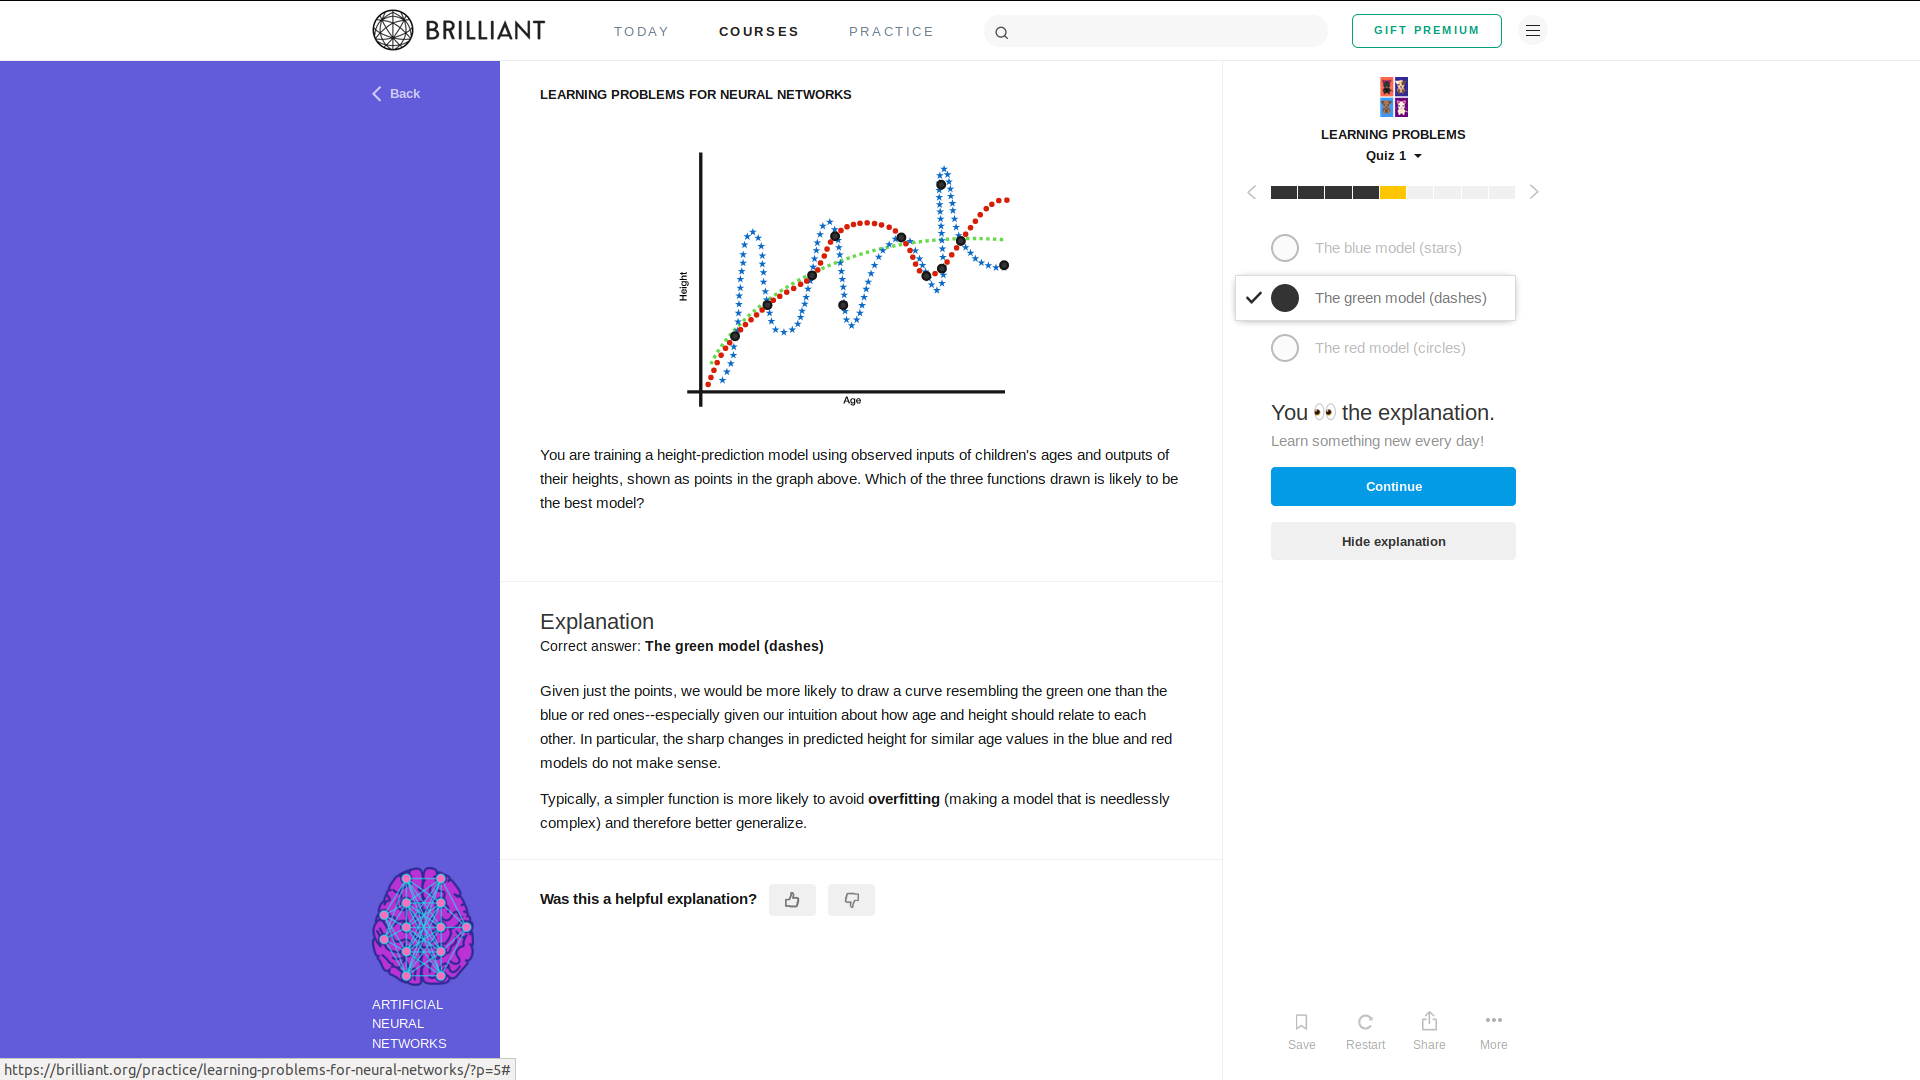 BRILLIANT
TODAY
COURSES
PRACTICE
GIFT PREMIUM
Back
LEARNING PROBLEMS FOR NEURAL NETWORKS
Height
Age
You are training a height-prediction model using observed inputs of children's ages and outputs of
their heights, shown as points in the graph above. Which of the three functions drawn is likely to be
the best model?
Explanation
Correct answer: The green model (dashes)
Given just the points, we would be more likely to draw a curve resembling the green one than the
blue or red ones--especially given our intuition about how age and height should relate to each
other. In particular, the sharp changes in predicted height for similar age values in the blue and red
models do not make sense.
Typically, a simpler function is more likely to avoid overfitting (making a model that is needlessly
complex) and therefore better generalize.
Was this a helpful explanation?
LEARNING PROBLEMS
Quiz 1
The blue model (stars)
The green model (dashes)
The red model (circles)
You 👀 the explanation.
Learn something new every day!
Continue
Hide explanation
Save
Restart
Share
More
ARTIFICIAL
NEURAL
NETWORKS
https://brilliant.org/practice/learning-problems-for-neural-networks/?p=5#